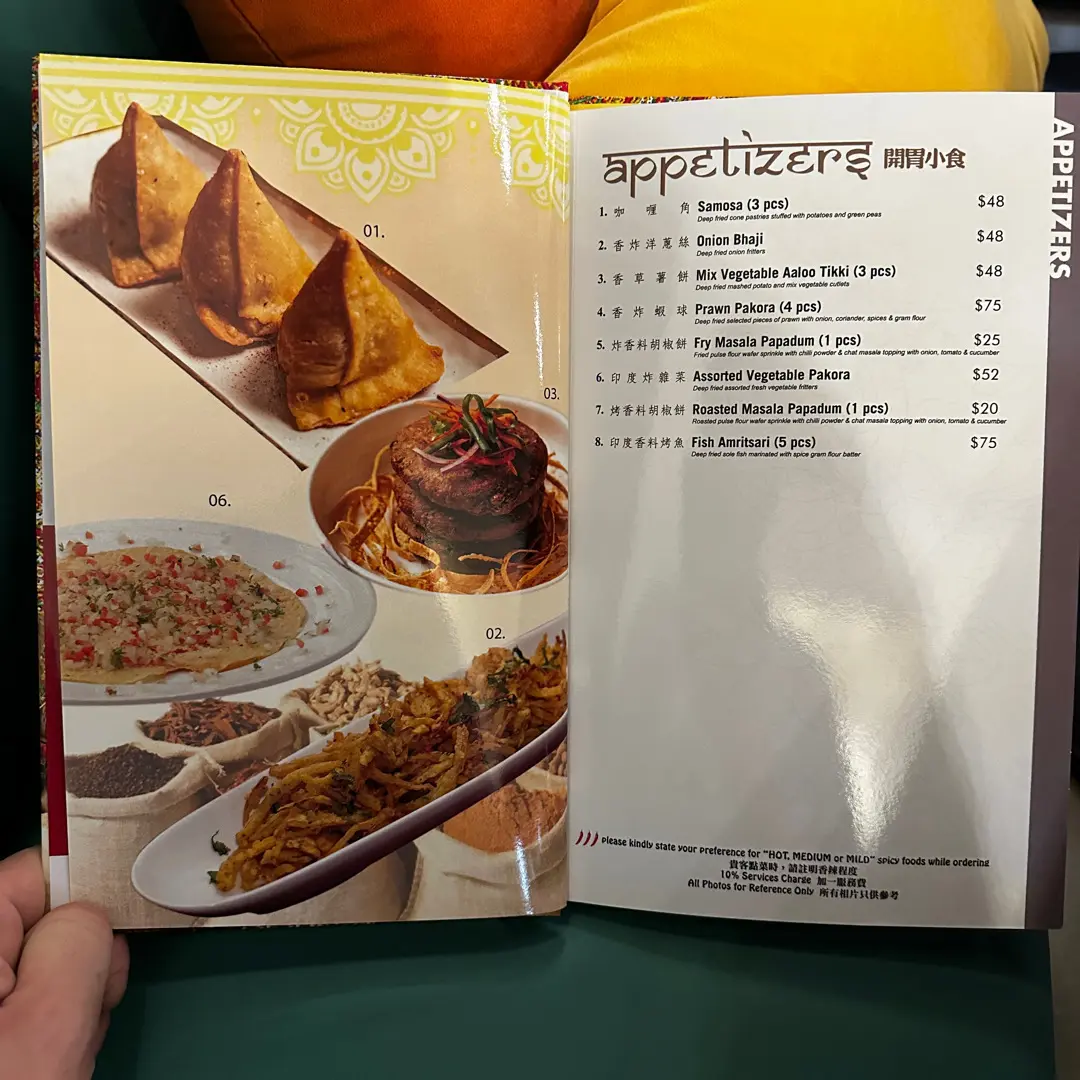 01.
03.
06.
02.
appetizers 開胃小食
APPETIZERS
1. 咖喱角 Samosa (3 pcs) $48
Deep fried cone pastries stuffed with potatoes and green peas
2. 香炸洋蔥絲 Onion Bhaji $48
Deep fried onion fritters
3. 香草薯餅 Mix Vegetable Aaloo Tikki (3 pcs) $48
Deep fried mashed potato and mix vegetable cutlets
4. 香炸蝦球 Prawn Pakora (4 pcs) $75
Deep fried selected pieces of prawn with onion, coriander, spices & gram flour
5. 炸香料胡椒餅 Fry Masala Papadum (1 pcs) $25
Fried pulse flour wafer sprinkle with chilli powder & chat masala topping with onion, tomato & cucumber
6. 印度炸雜菜 Assorted Vegetable Pakora $52
Deep fried assorted fresh vegetable fritters
7. 烤香料胡椒餅 Roasted Masala Papadum (1 pcs) $20
Roasted pulse flour wafer sprinkle with chilli powder & chat masala topping with onion, tomato & cucumber
8. 印度香料烤魚 Fish Amritsari (5 pcs) $75
Deep fried sole fish marinated with spice gram flour batter
Please kindly state your preference for "HOT, MEDIUM or MILD" spicy foods while ordering
貴客點菜時，請註明香辣程度
10% Services Charge 加一服務費
All Photos for Reference Only 所有相片只供參考